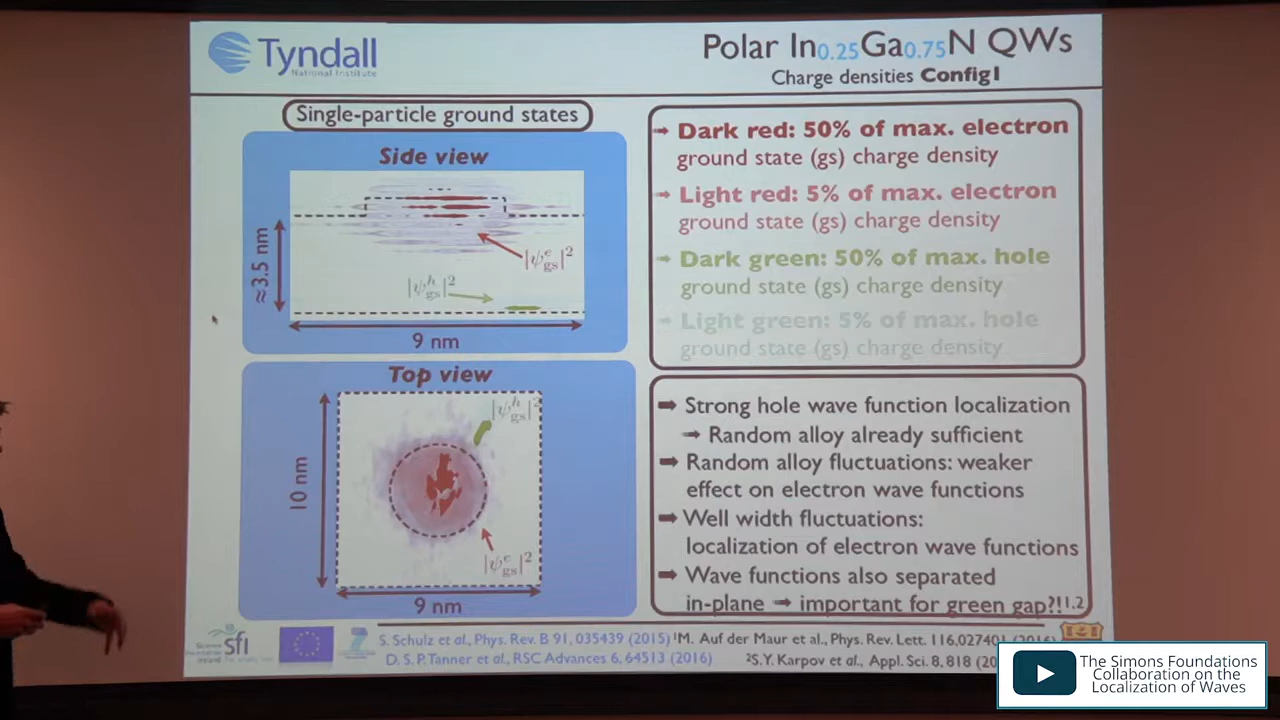 Tyndall
National Institute
Polar In0.25Ga0.75N QWs
Charge densities Config1
Single-particle ground states
Side view
≈3.5 nm
|ψ^e_gs|^2
|ψ^h_gs|^2
9 nm
Top view
|ψ^h_gs|^2
10 nm
|ψ^e_gs|^2
9 nm
→ Dark red: 50% of max. electron
ground state (gs) charge density
→ Light red: 5% of max. electron
ground state (gs) charge density
→ Dark green: 50% of max. hole
ground state (gs) charge density
→ Light green: 5% of max. hole
ground state (gs) charge density
➡ Strong hole wave function localization
➡ Random alloy already sufficient
➡ Random alloy fluctuations: weaker
effect on electron wave functions
➡ Well width fluctuations:
localization of electron wave functions
➡ Wave functions also separated
in-plane ➡ important for green gap?!1,2
sfi
S. Schulz et al., Phys. Rev. B 91, 035439 (2015)
D. S. P. Tanner et al., RSC Advances 6, 64513 (2016)
1M. Auf der Maur et al., Phys. Rev. Lett. 116,027401 (2016)
2S.Y. Karpov et al., Appl. Sci. 8, 818 (20
The Simons Foundations
Collaboration on the
Localization of Waves